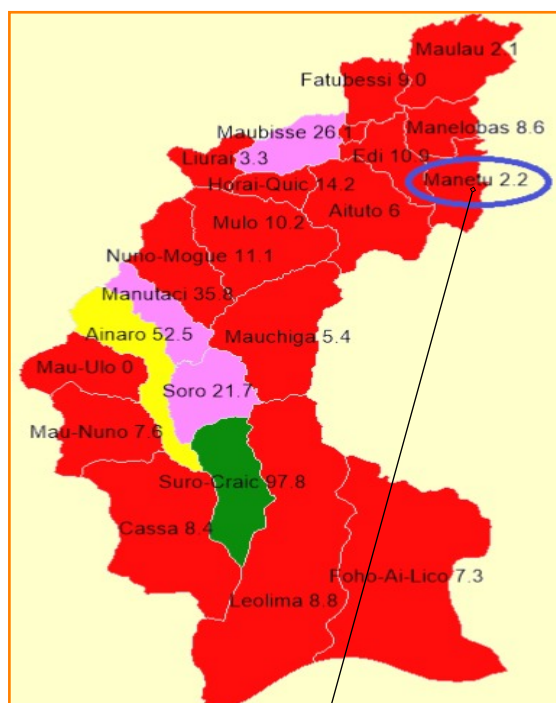 Maulau 2.1
Fatubessi 9.0
Maubisse 26.1
Manelobas 8.6
Liurai 3.3
Edi 10.9
Manetu 2.2
Horai-Quic 14.2
Aituto 6
Mulo 10.2
Nuno-Mogue 11.1
Manutaci 35.8
Ainaro 52.5
Mauchiga 5.4
Mau-Ulo 0
Soro 21.7
Mau-Nuno 7.6
Suro-Craic 97.8
Cassa 8.4
Foho-Ai-Lico 7.3
Leolima 8.8